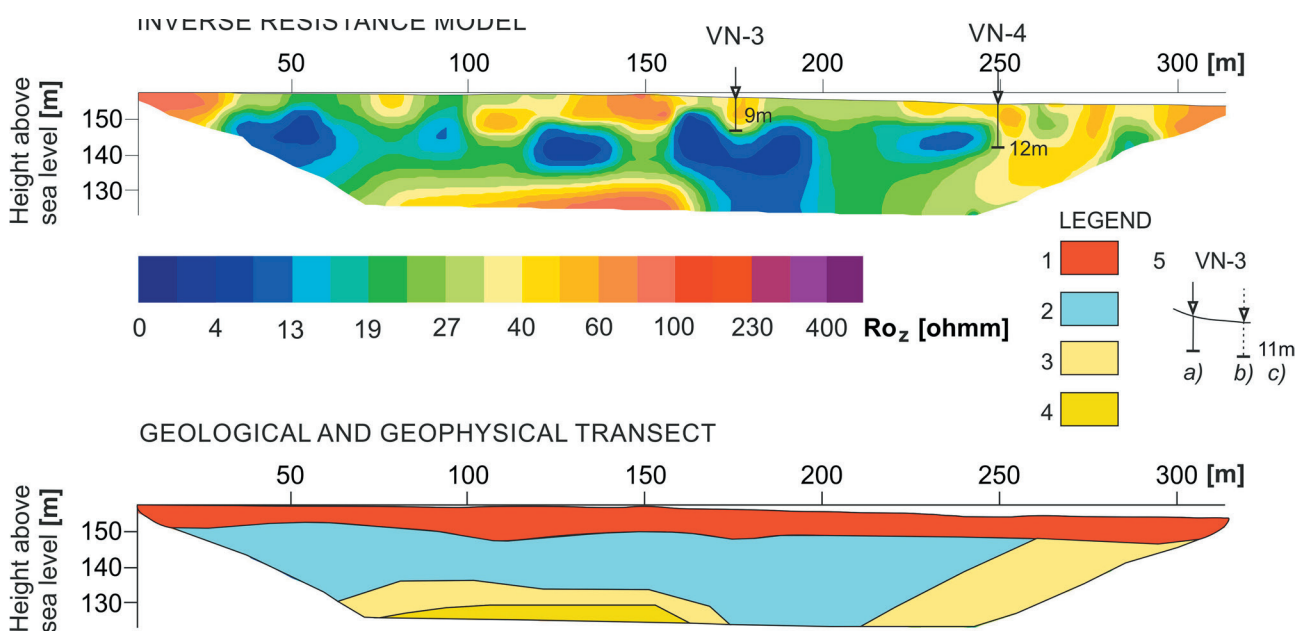 INVERSE RESISTANCE MODEL
VN-3
VN-4
50 100 150 200 250 300 [m]
Height above
sea level [m]
150
140
130
9m
12m
0 4 13 19 27 40 60 100 230 400 Roz [ohmm]
LEGEND
1
2
3
4
5 VN-3
11m
a) b) c)
GEOLOGICAL AND GEOPHYSICAL TRANSECT
50 100 150 200 250 300 [m]
Height above
sea level [m]
150
140
130